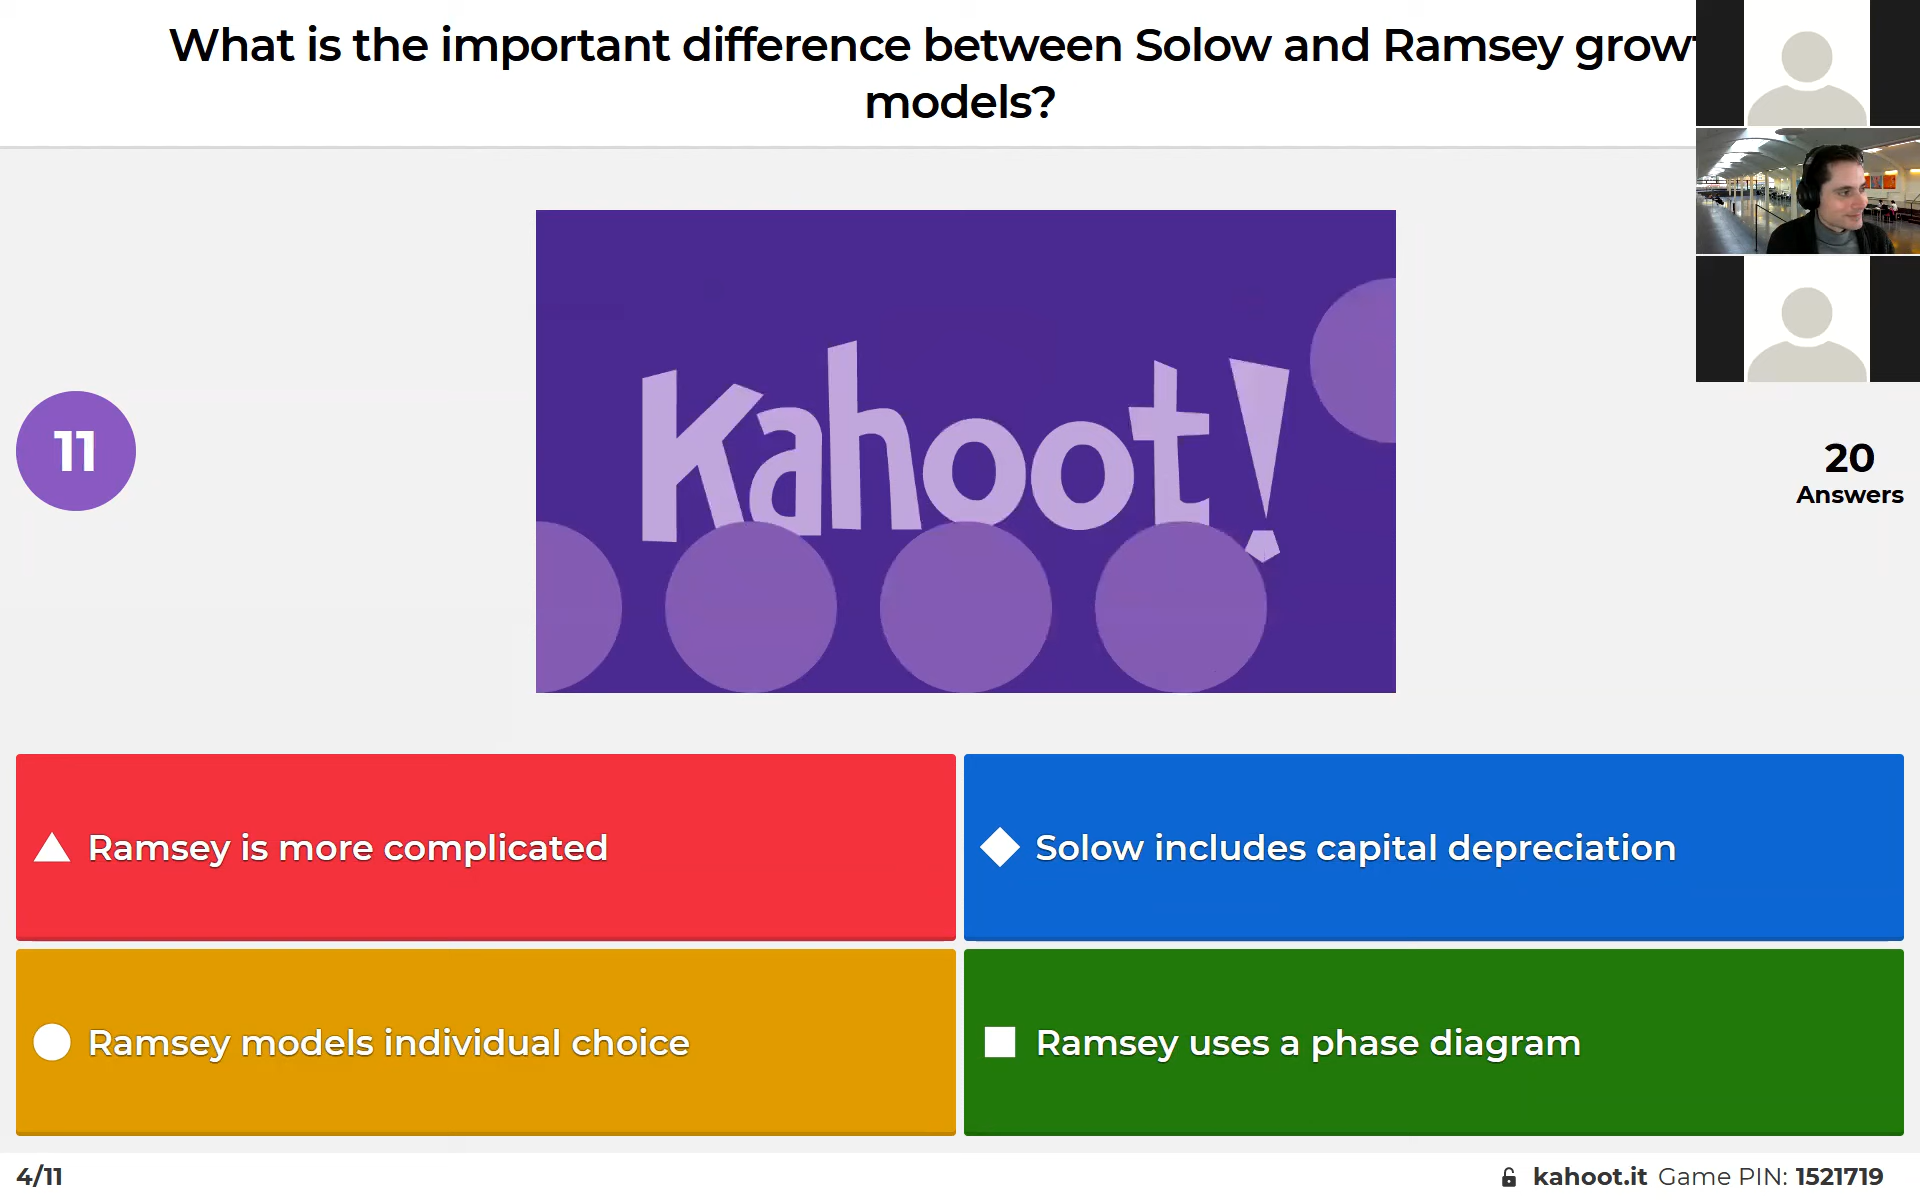 What is the important difference between Solow and Ramsey
models?
Kahoot!
11
20
Answers
Ramsey is more complicated
Solow includes capital depreciation
Ramsey models individual choice
Ramsey uses a phase diagram
4/11
kahoot.it Game PIN: 1521719